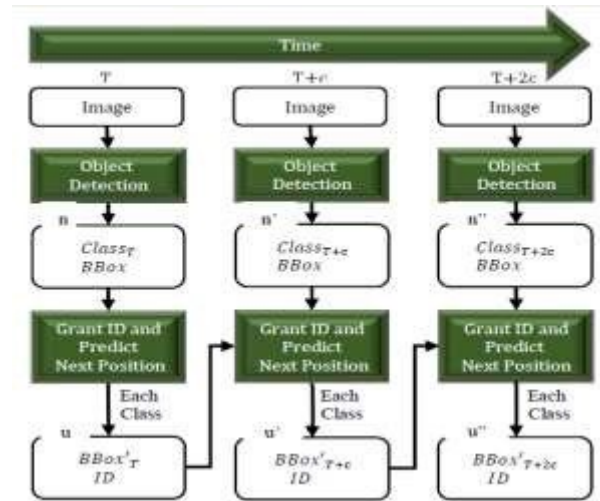 Time
T
T+c
T+2c
Image
Image
Image
Object
Detection
Object
Detection
Object
Detection
n
n'
n''
Class_T
BBox
Class_T+c
BBox
Class_T+2c
BBox
Grant ID and
Predict
Next Position
Grant ID and
Predict
Next Position
Grant ID and
Predict
Next Position
Each
Class
Each
Class
Each
Class
u
u'
u''
BBox'_T
ID
BBox'_T+c
ID
BBox'_T+2c
ID